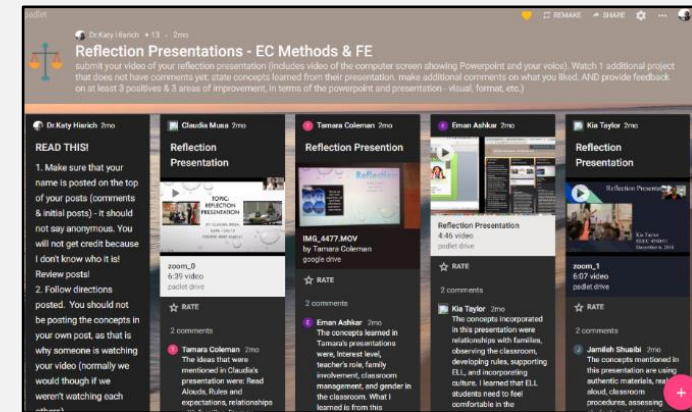 padlet
REMAKE
SHARE
Dr.Katy Hisrich + 13 · 2mo
Reflection Presentations - EC Methods & FE
submit your video of your reflection presentation (includes video of the computer screen showing Powerpoint and your voice). Watch 1 additional project
that does not have comments yet: state concepts learned from their presentation. make additional comments on what you liked. AND provide feedback
on at least 3 positives & 3 areas of improvement, in terms of the powerpoint and presentation - visual, format, etc.)
Dr.Katy Hisrich 2mo
READ THIS!
1. Make sure that your
name is posted on the top
of your posts (comments
& initial posts) - it should
not say anonymous. You
will not get credit because
I don't know who it is!
Review posts!
2. Follow directions
posted. You should not
be posting the concepts in
your own post, as that is
why someone is watching
your video (normally we
would though if we
weren't watching each
Claudia Musa 2mo
Reflection
Presentation
TOPIC:
REFLECTION
PRESENTATION
zoom_0
6:39 video
padlet drive
RATE
2 comments
Tamara Coleman 2mo
The ideas that were
mentioned in Claudia's
presentation were: Read
Alouds, Rules and
expectations, relationships
Tamara Coleman 2mo
Reflection Presention
Reflection
IMG_4477.MOV
by Tamara Coleman
google drive
RATE
2 comments
Eman Ashkar 2mo
The concepts learned in
Tamara's presentations
were, Interest level,
teacher's role, family
involvement, classroom
management, and gender in
the classroom. What I
learned is from this
Eman Ashkar 2mo
Reflection Presentation
4:46 video
padlet drive
RATE
2 comments
Kia Taylor 2mo
The concepts incorporated
in this presentation were
relationships with families,
observing the classroom,
developing rules, supporting
ELL, and incorporating
culture. I learned that ELL
students need to feel
comfortable in the
Kia Taylor 2mo
Reflection
Presentation
Reflection Presentation
Kia Taylor
zoom_1
6:07 video
padlet drive
RATE
2 comments
Jamileh Shuaibi 2mo
The concepts mentioned in
this presentation are using
authentic materials, read
aloud, classroom
procedures, assessing